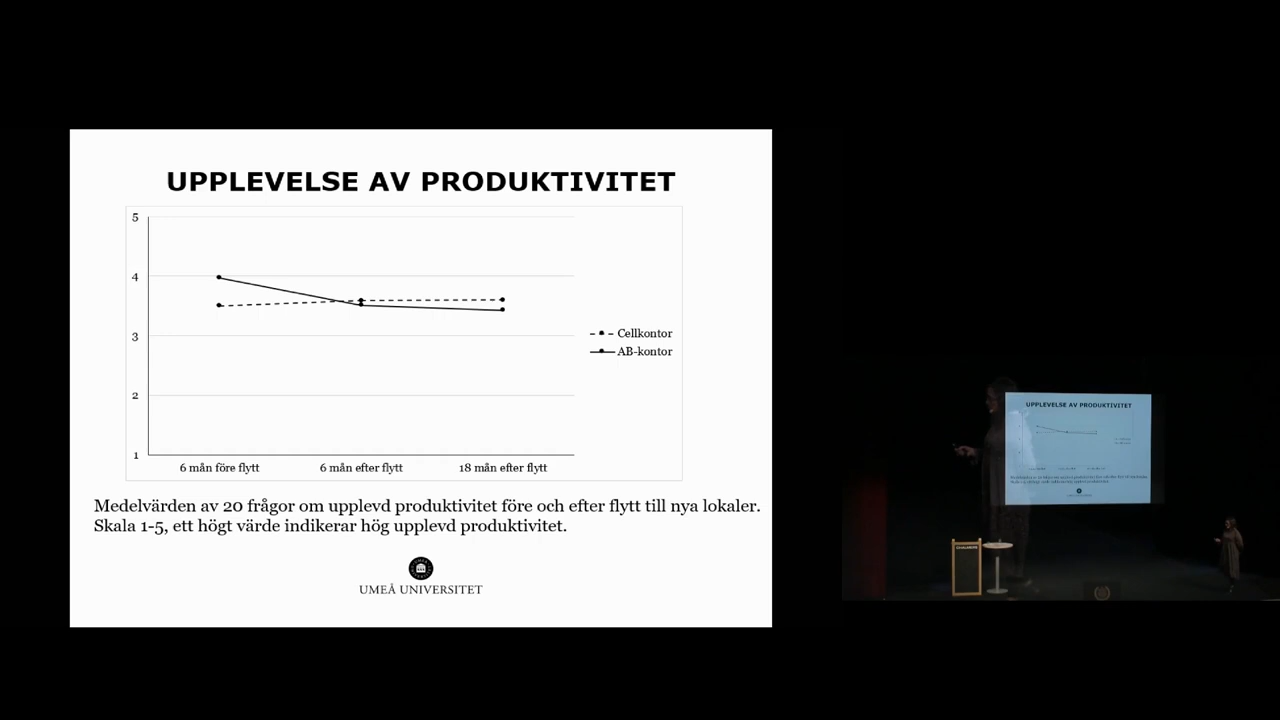 UPPLEVELSE AV PRODUKTIVITET
5
4
3
2
1
6 mån före flytt
6 mån efter flytt
18 mån efter flytt
Cellkontor
AB-kontor
Medelvärden av 20 frågor om upplevd produktivitet före och efter flytt till nya lokaler.
Skala 1-5, ett högt värde indikerar hög upplevd produktivitet.
UMEÅ UNIVERSITET
UPPLEVELSE AV PRODUKTIVITET